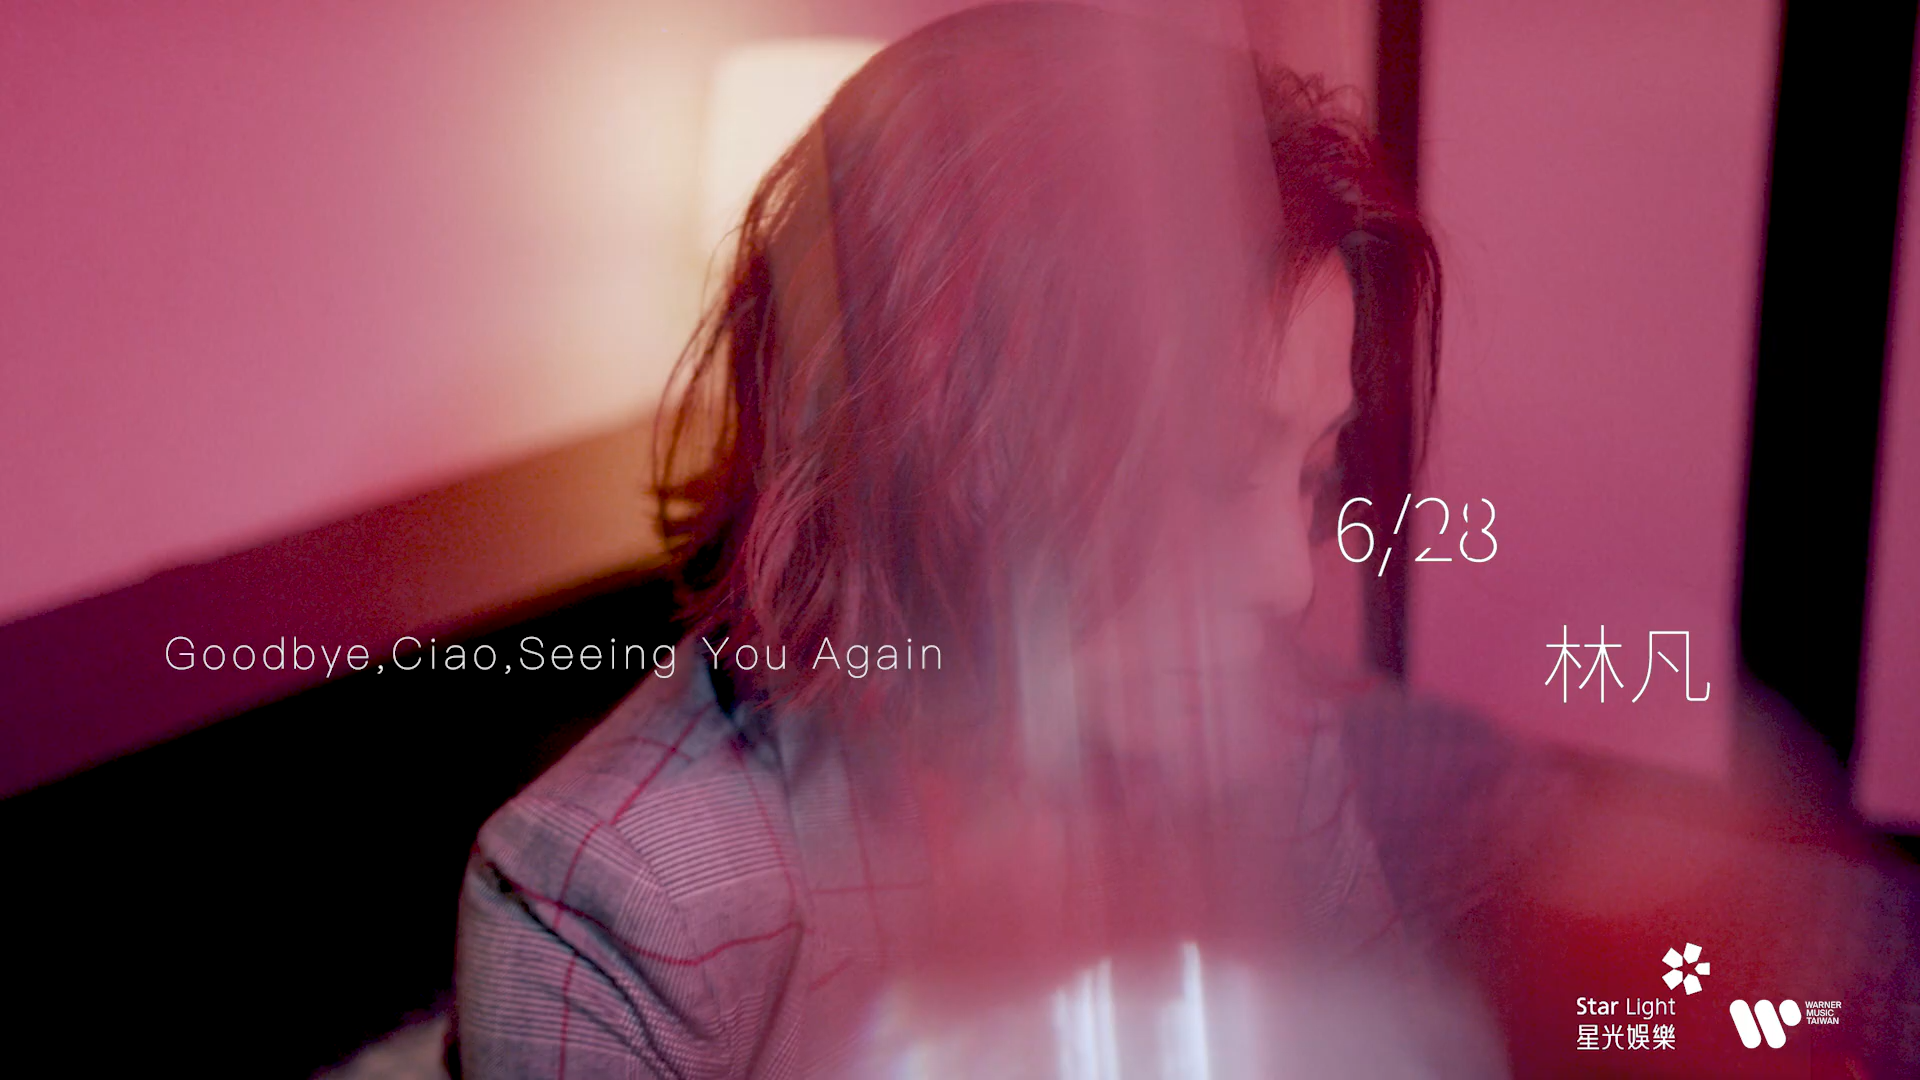 6/28
Goodbye,Ciao,Seeing You Again
林凡
Star Light
星光娛樂
WARNER
MUSIC
TAIWAN